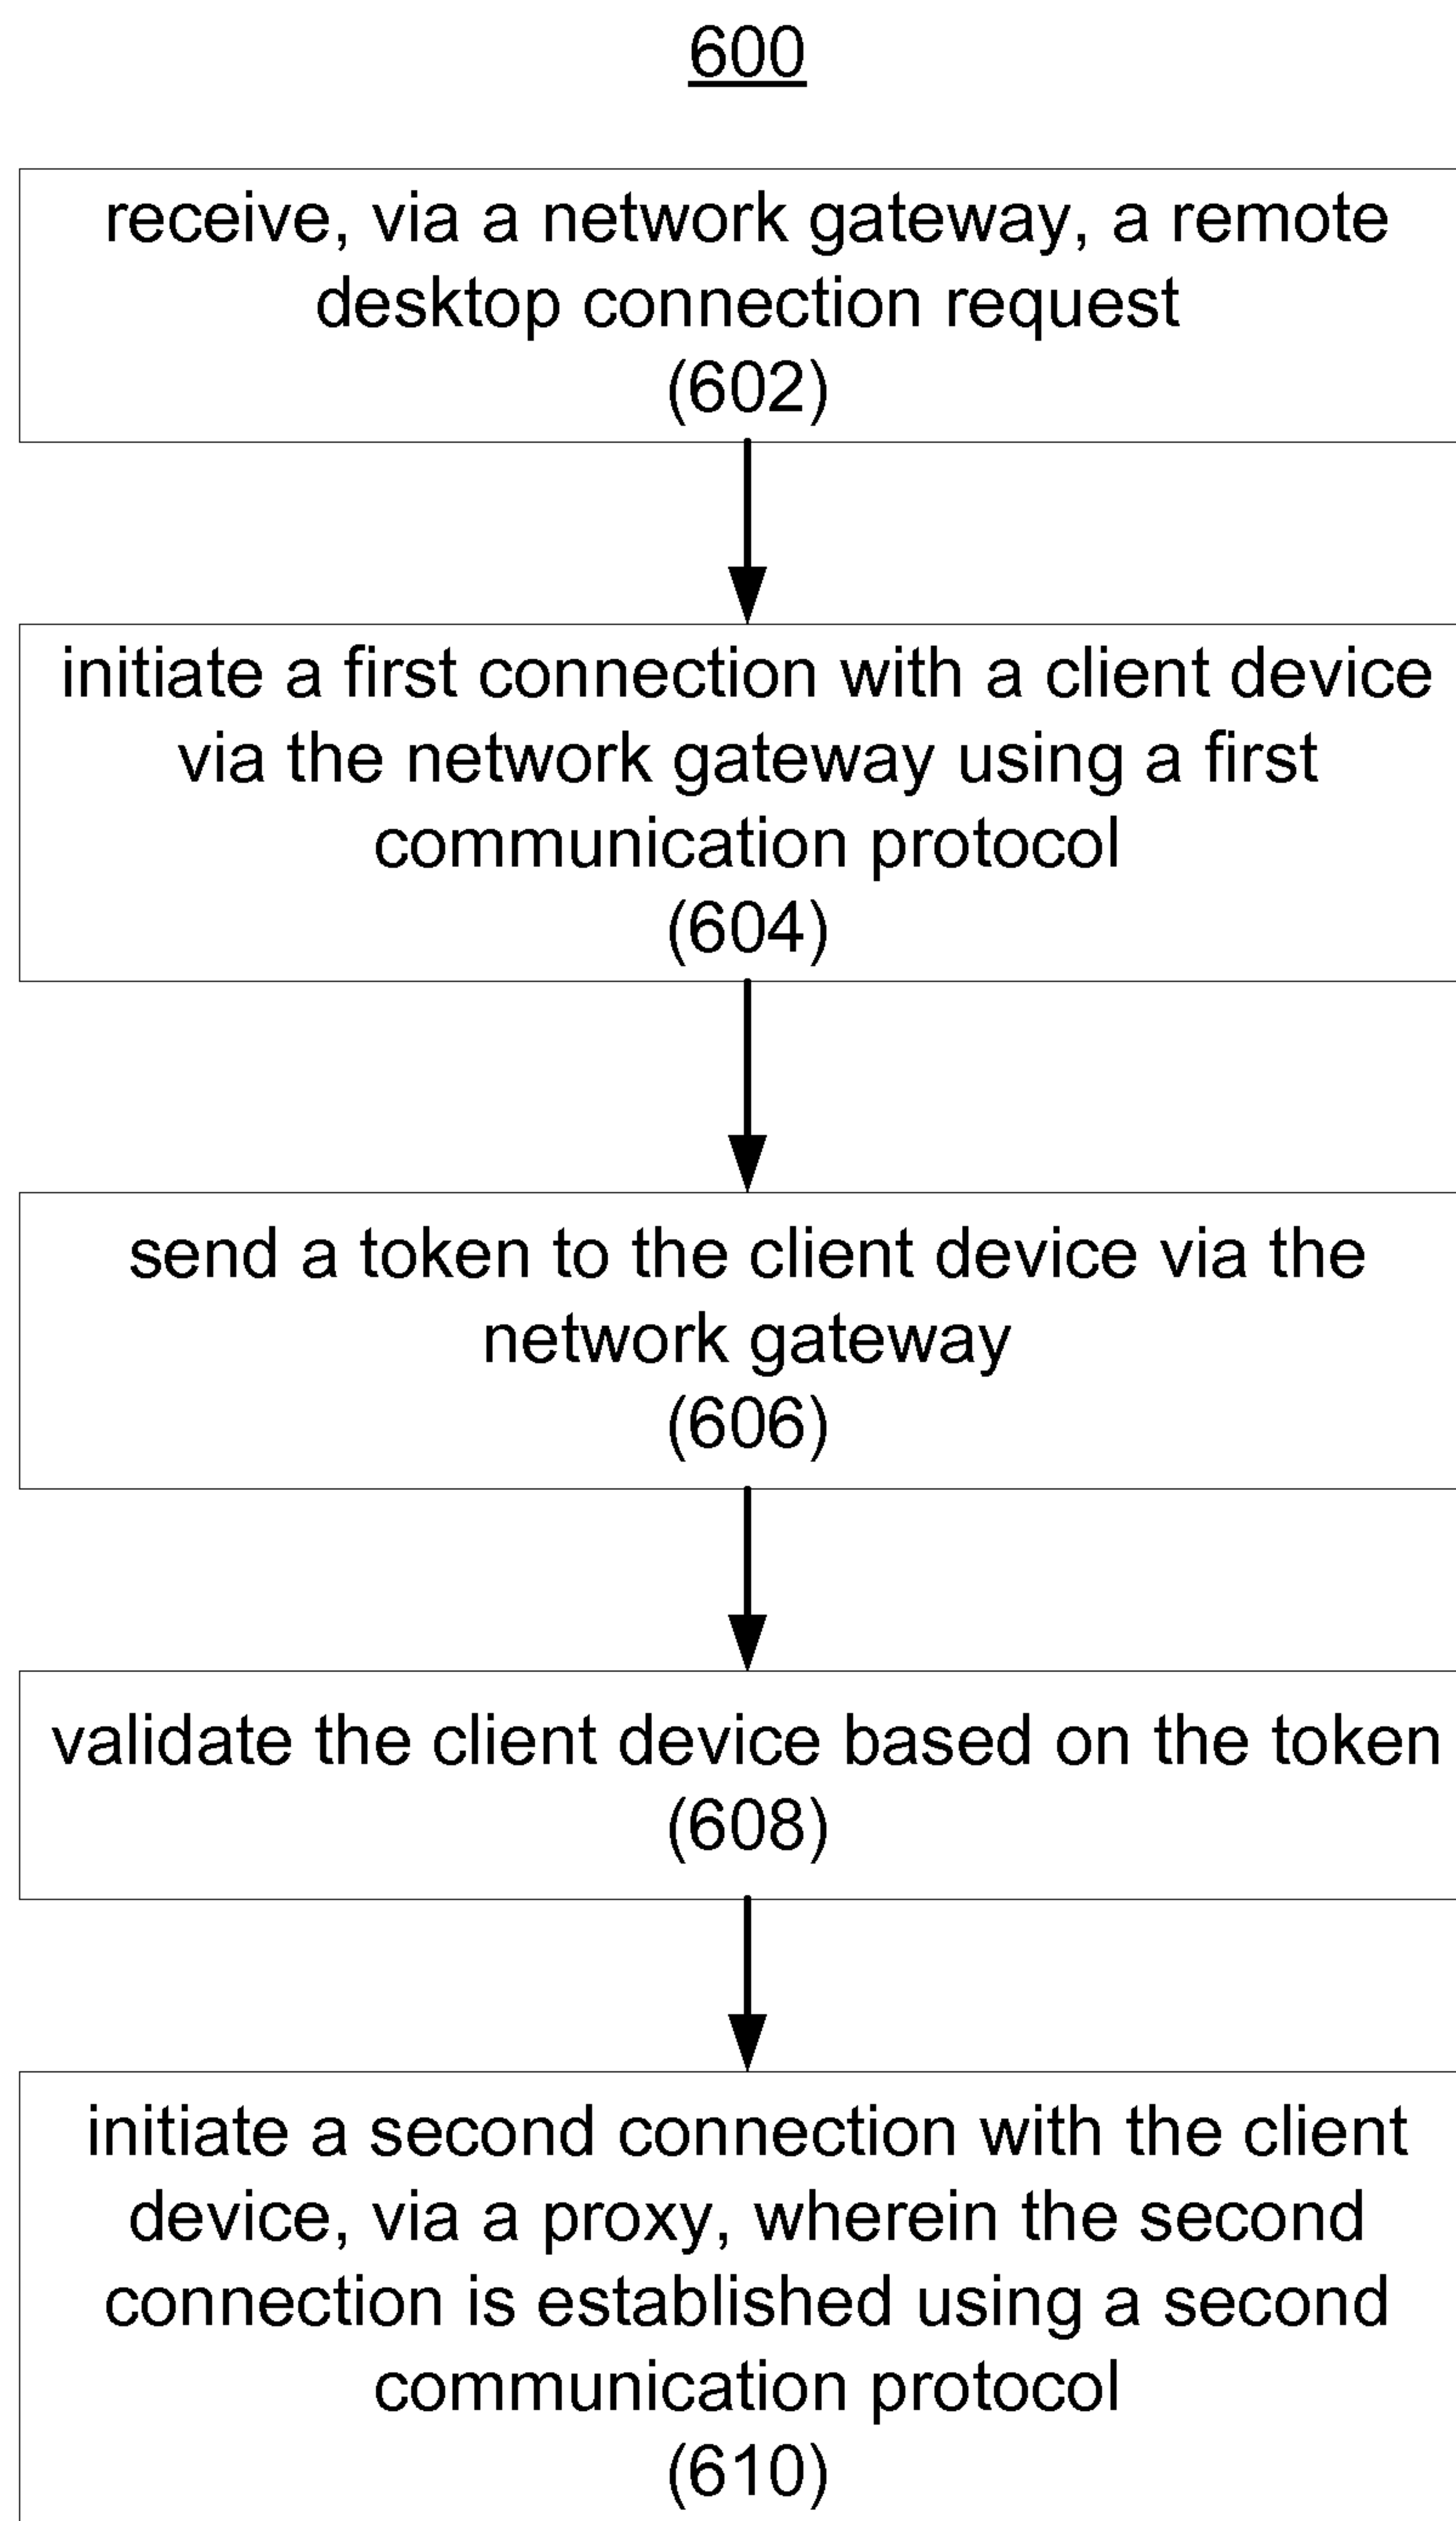 600
receive, via a network gateway, a remote
desktop connection request
(602)
initiate a first connection with a client device
via the network gateway using a first
communication protocol
(604)
send a token to the client device via the
network gateway
(606)
validate the client device based on the token
(608)
initiate a second connection with the client
device, via a proxy, wherein the second
connection is established using a second
communication protocol
(610)